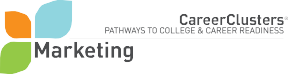 CareerClusters®
PATHWAYS TO COLLEGE & CAREER READINESS
Marketing